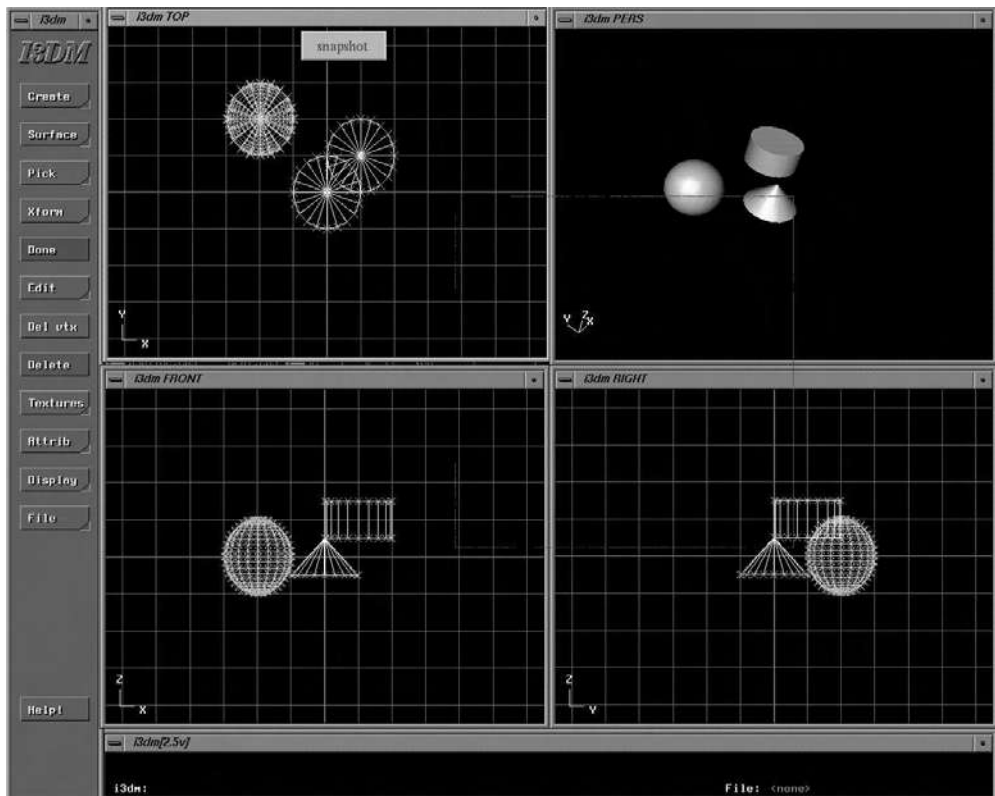 i3dm
I3DM
Create
Surface
Pick
Xform
Done
Edit
Del vtx
Delete
Textures
Attrib
Display
File
Help!
i3dm TOP
snapshot
Y
X
i3dm PERS
Y Z X
i3dm FRONT
Z
X
i3dm RIGHT
Z
Y
i3dm[2.5v]
i3dm:
File: <none>